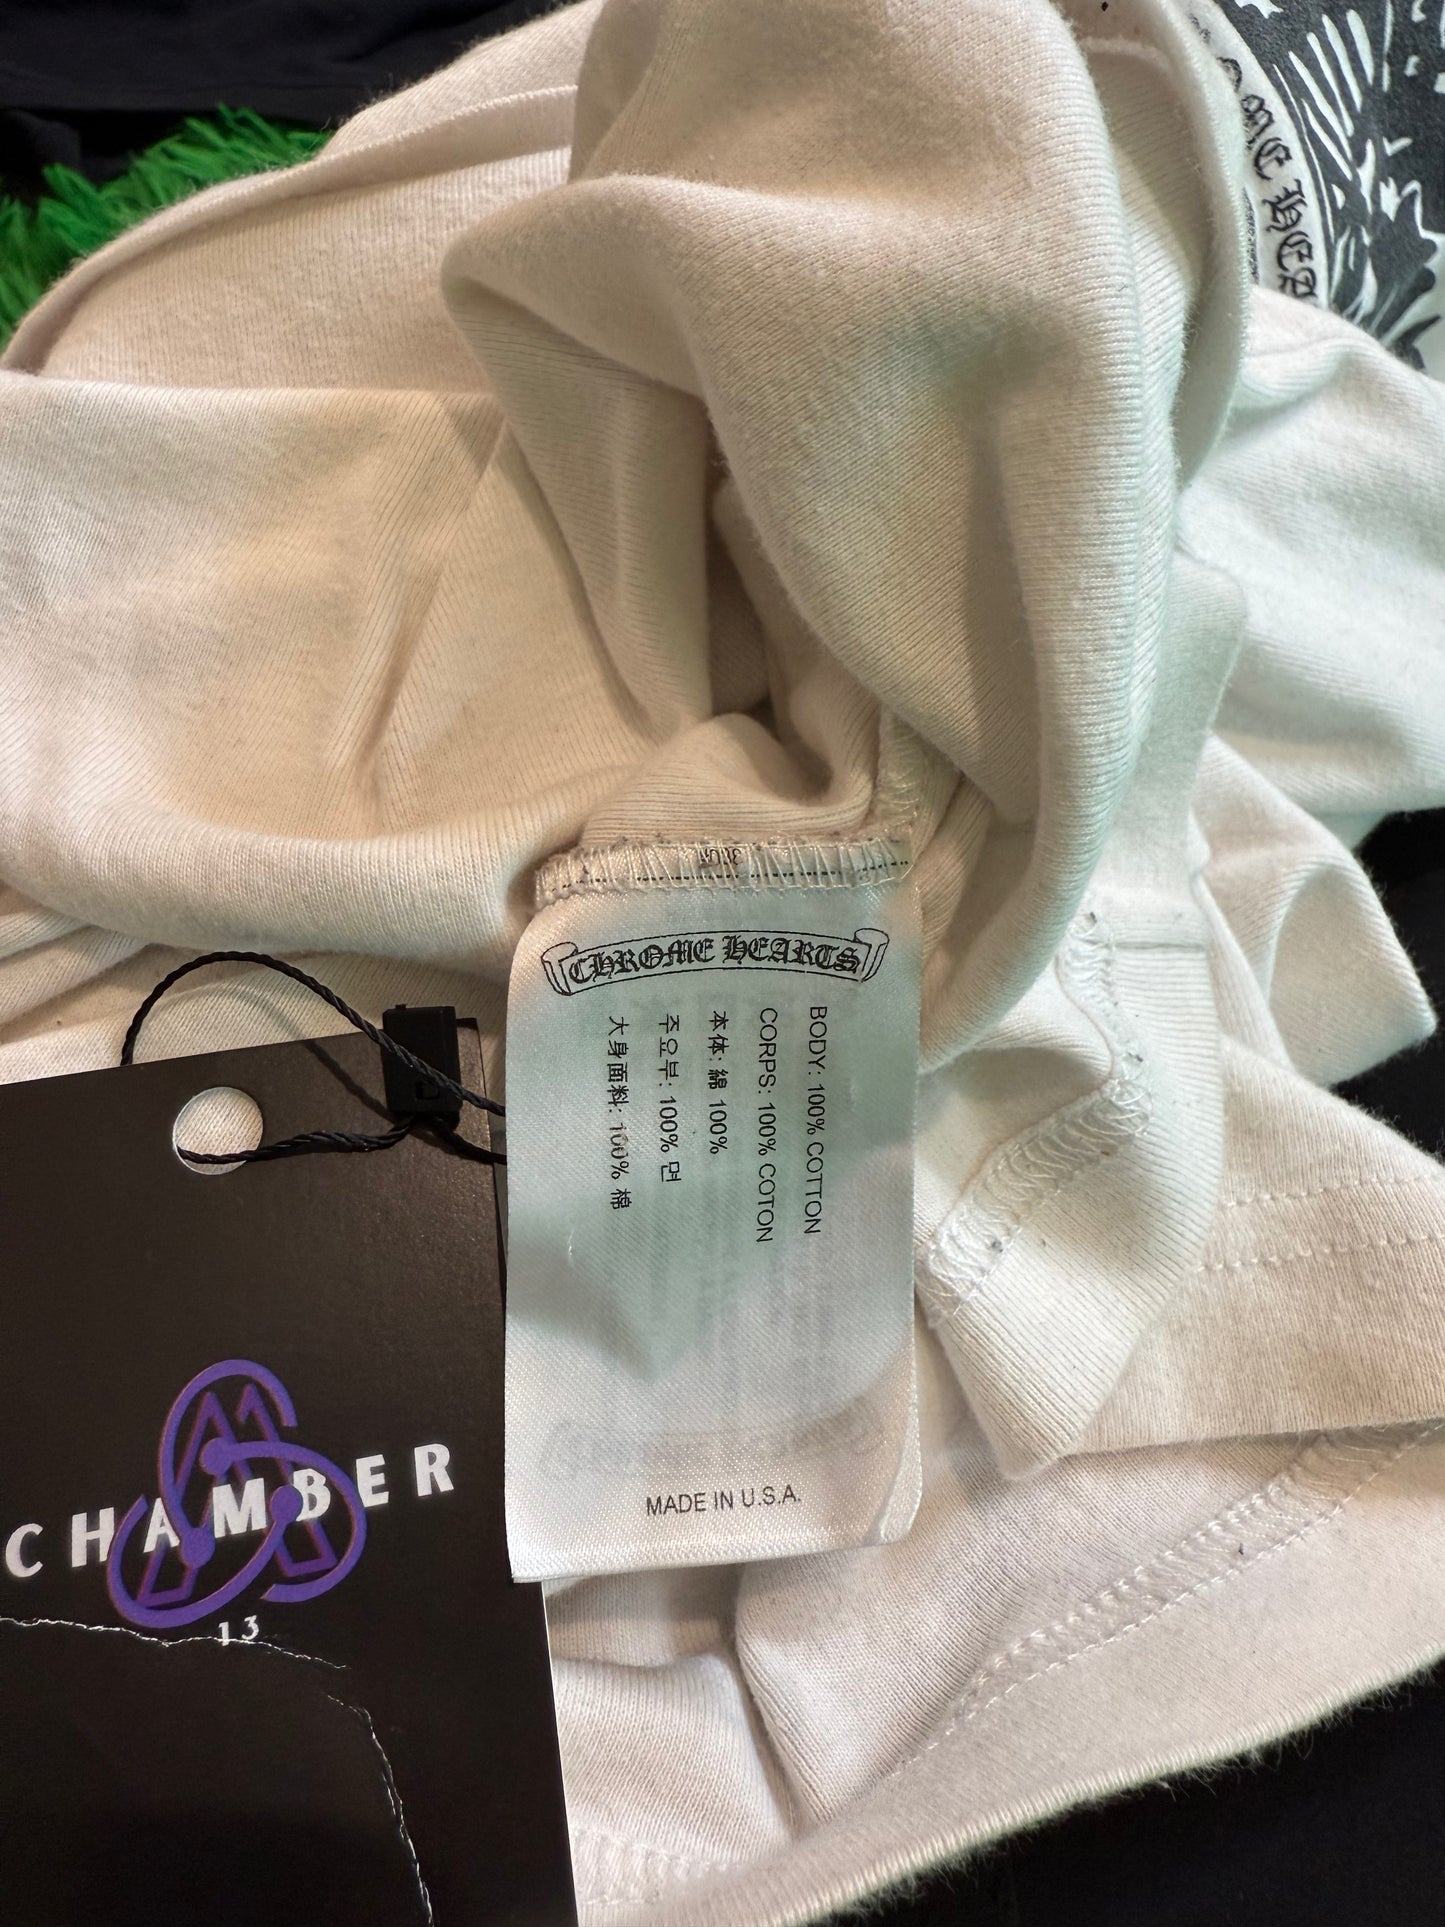 CHROME HEARTS
BODY: 100% COTTON
CORPS: 100% COTON
本体: 綿 100%
주요부: 100% 면
大身面料: 100% 棉
MADE IN U.S.A.
CHAMBER
13